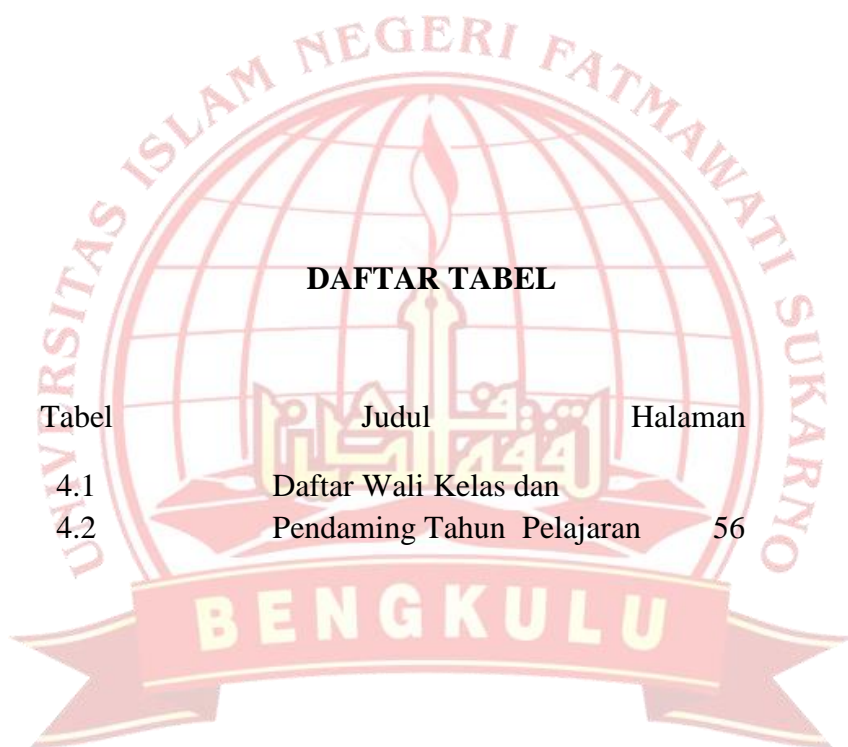 UNIVERSITAS ISLAM NEGERI FATMAWATI SUKARNO
DAFTAR TABEL
Tabel Judul Halaman
4.1 Daftar Wali Kelas dan
4.2 Pendaming Tahun Pelajaran 56
BENGKULU